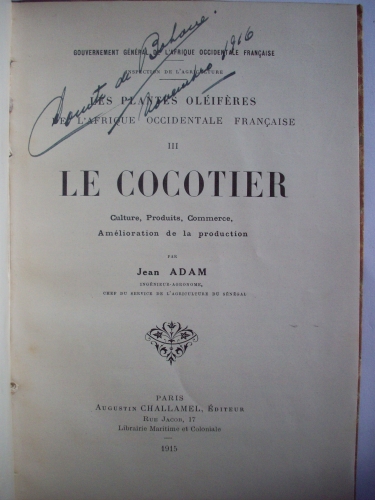 GOUVERNEMENT GÉNÉRAL DE L'AFRIQUE OCCIDENTALE FRANÇAISE
INSPECTION DE L'AGRICULTURE
LES PLANTES OLÉIFÈRES
DE L'AFRIQUE OCCIDENTALE FRANÇAISE
III
LE COCOTIER
Culture, Produits, Commerce,
Amélioration de la production
PAR
Jean ADAM
INGÉNIEUR-AGRONOME,
CHEF DU SERVICE DE L'AGRICULTURE DU SÉNÉGAL
PARIS
Augustin CHALLAMEL, Éditeur
Rue Jacob, 17
Librairie Maritime et Coloniale
1915
de
Novembre 1916